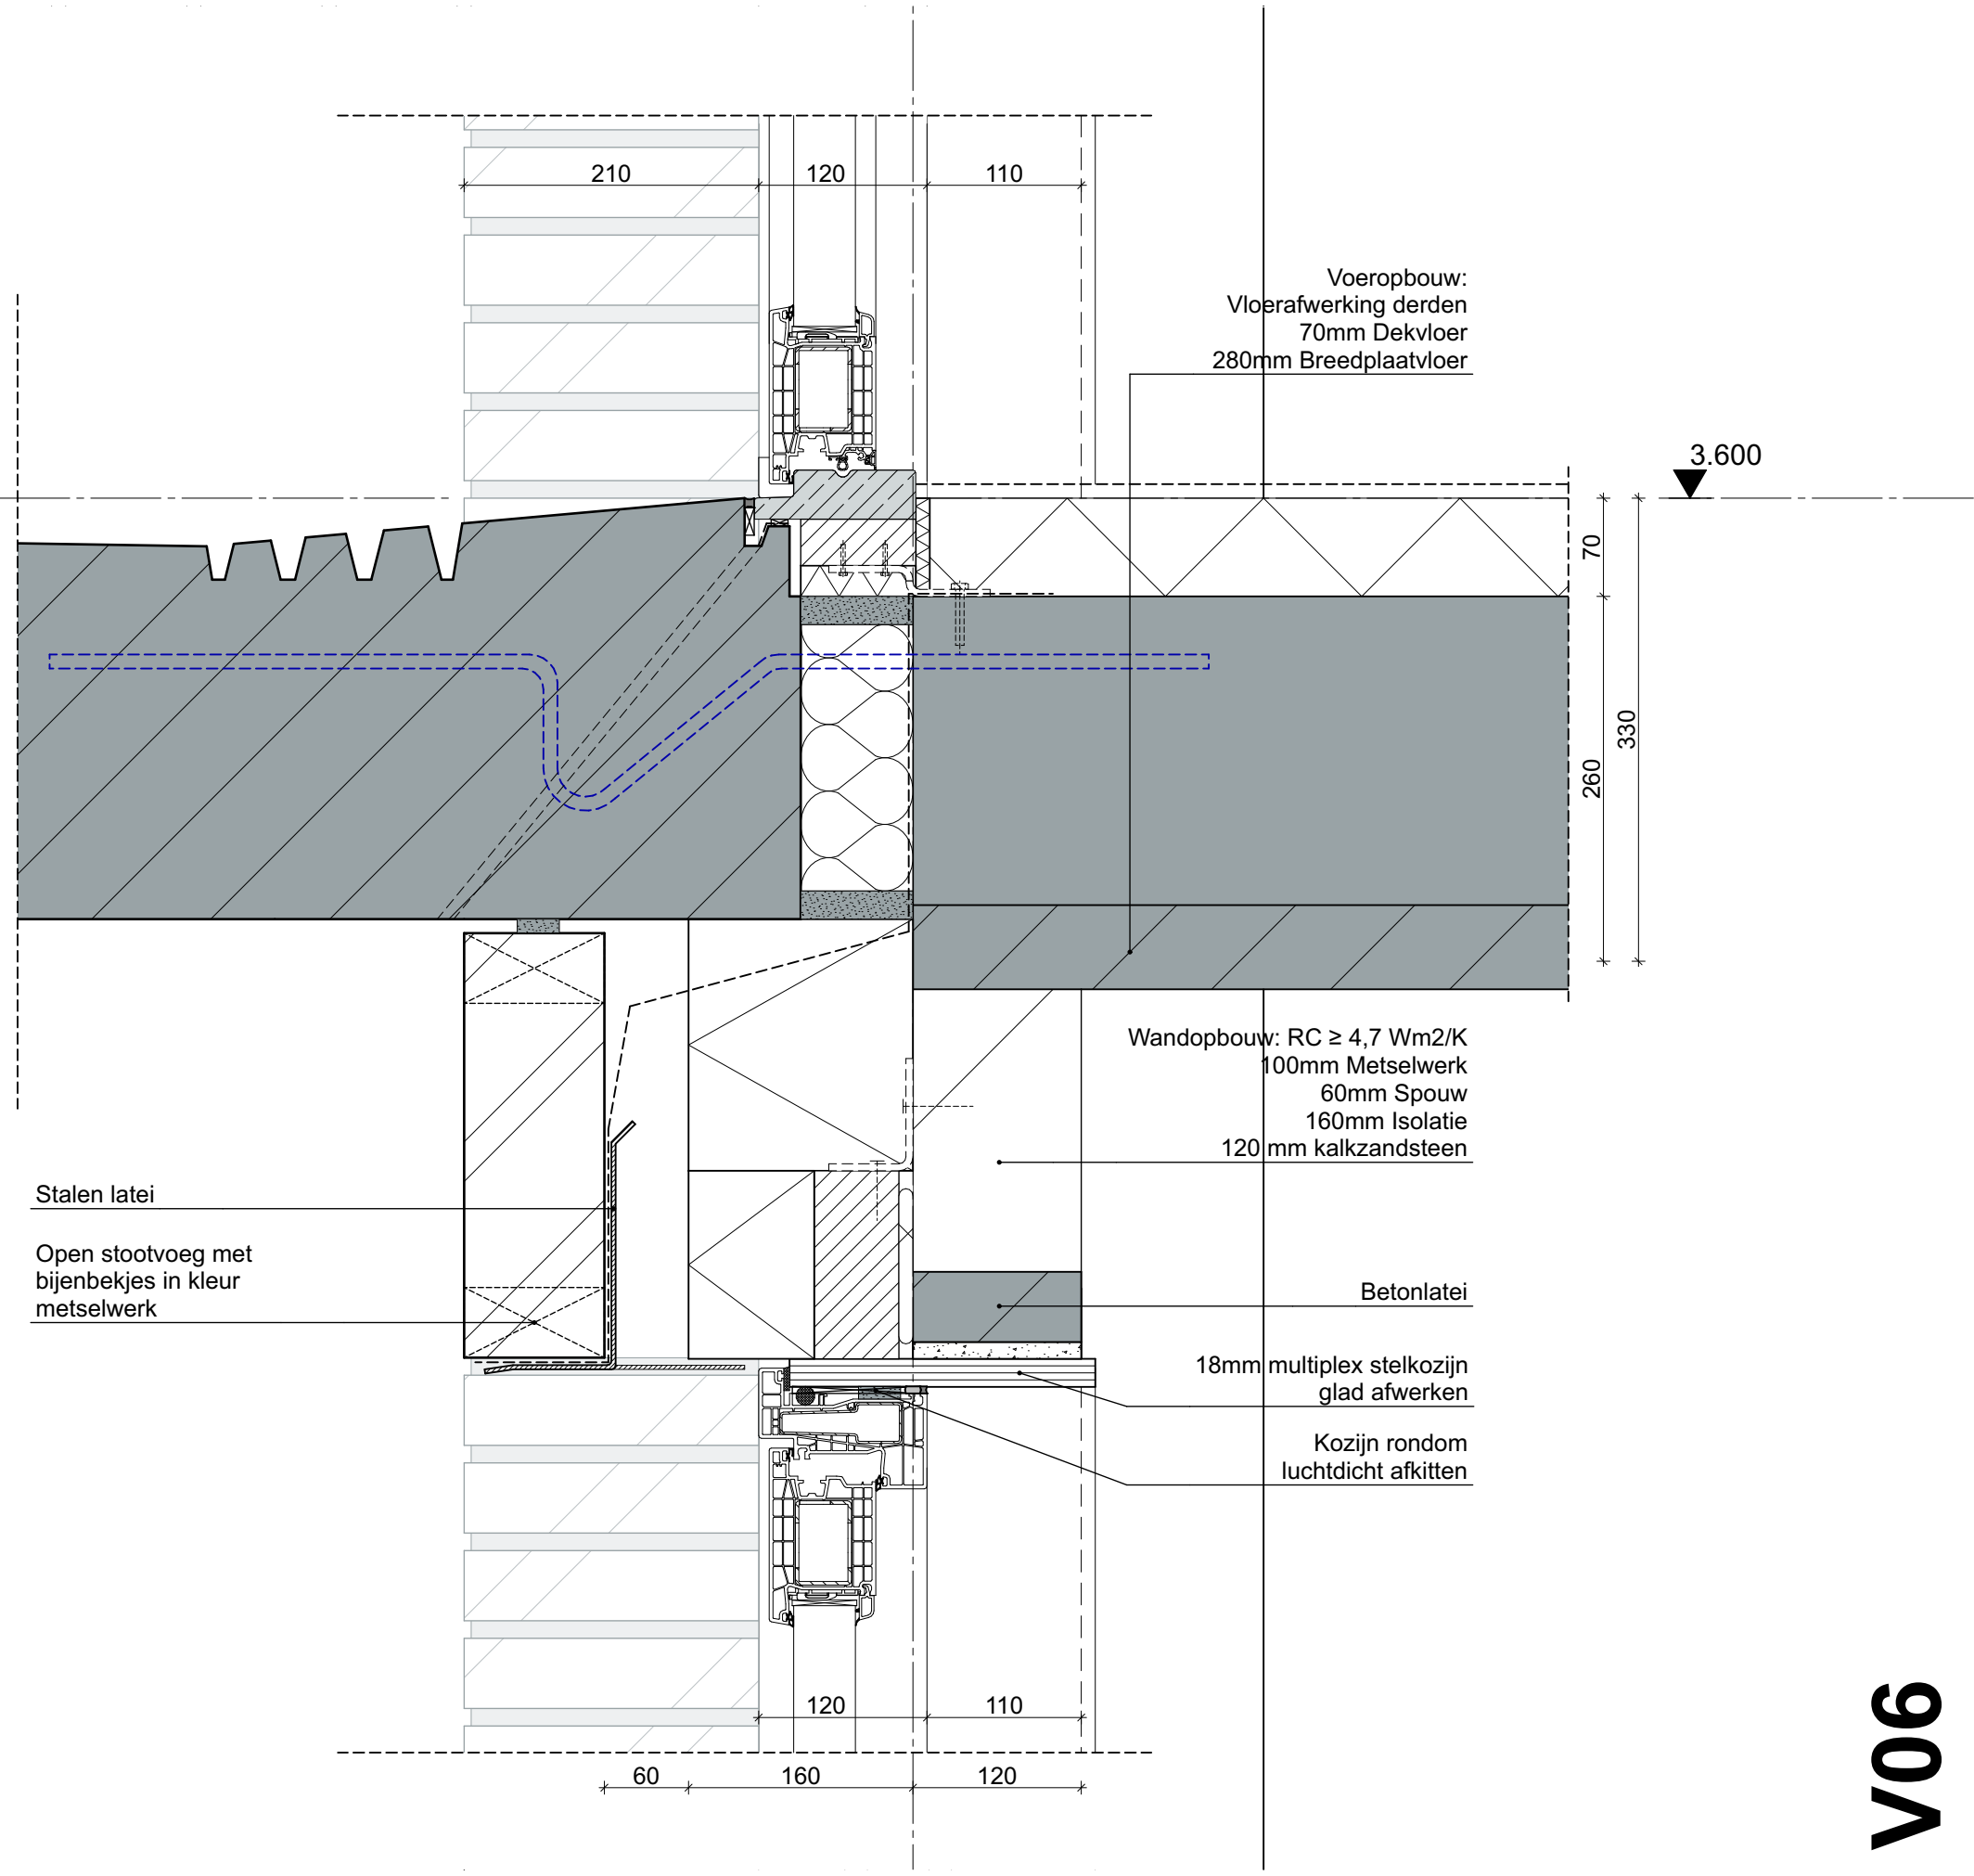 210
120
110
Voeropbouw:
Vloerafwerking derden
70mm Dekvloer
280mm Breedplaatvloer
3.600
70
330
260
Wandopbouw: RC ≥ 4,7 Wm2/K
100mm Metselwerk
60mm Spouw
160mm Isolatie
120 mm kalkzandsteen
Stalen latei
Open stootvoeg met
bijenbekjes in kleur
metselwerk
Betonlatei
18mm multiplex stelkozijn
glad afwerken
Kozijn rondom
luchtdicht afkitten
120
110
60
160
120
V06